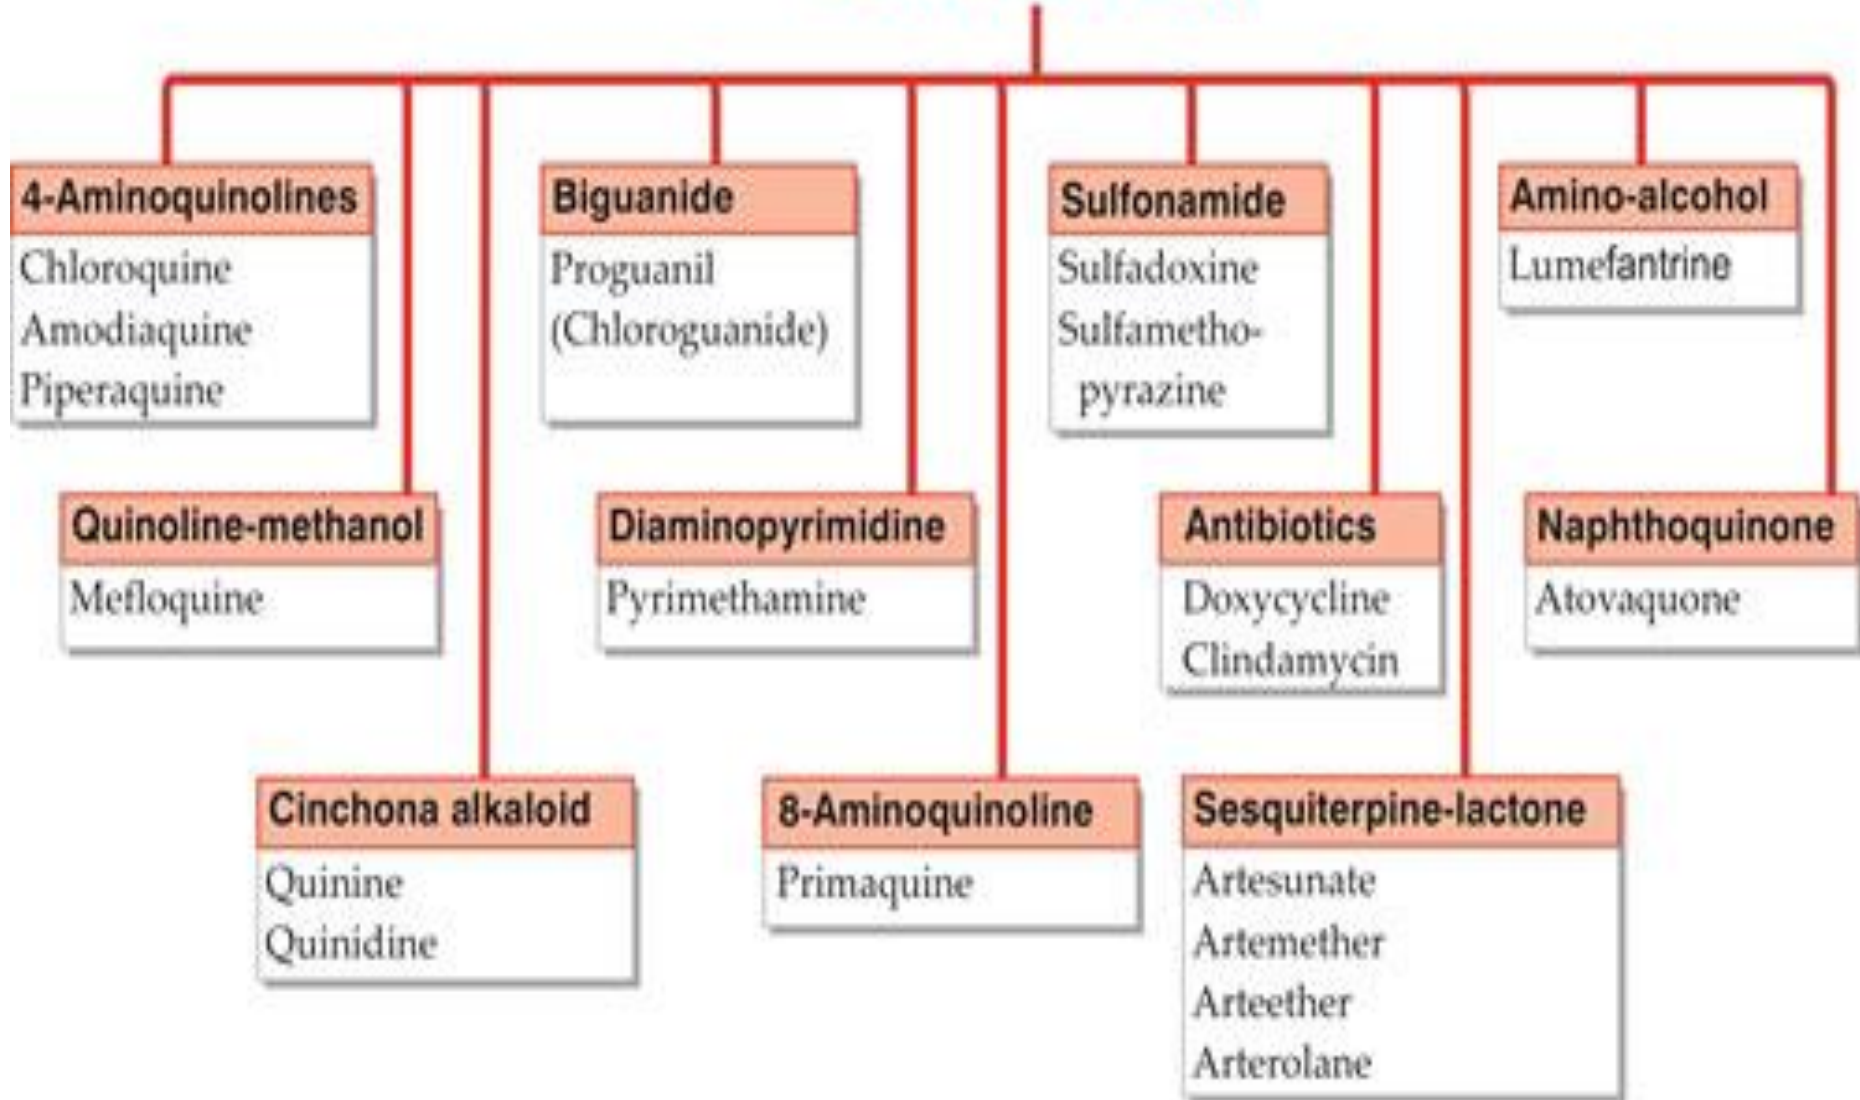 4-Aminoquinolines
Chloroquine
Amodiaquine
Piperaquine
Biguanide
Proguanil
(Chloroguanide)
Sulfonamide
Sulfadoxine
Sulfametho-
pyrazine
Amino-alcohol
Lumefantrine
Quinoline-methanol
Mefloquine
Diaminopyrimidine
Pyrimethamine
Antibiotics
Doxycycline
Clindamycin
Naphthoquinone
Atovaquone
Cinchona alkaloid
Quinine
Quinidine
8-Aminoquinoline
Primaquine
Sesquiterpine-lactone
Artesunate
Artemether
Arteether
Arterolane